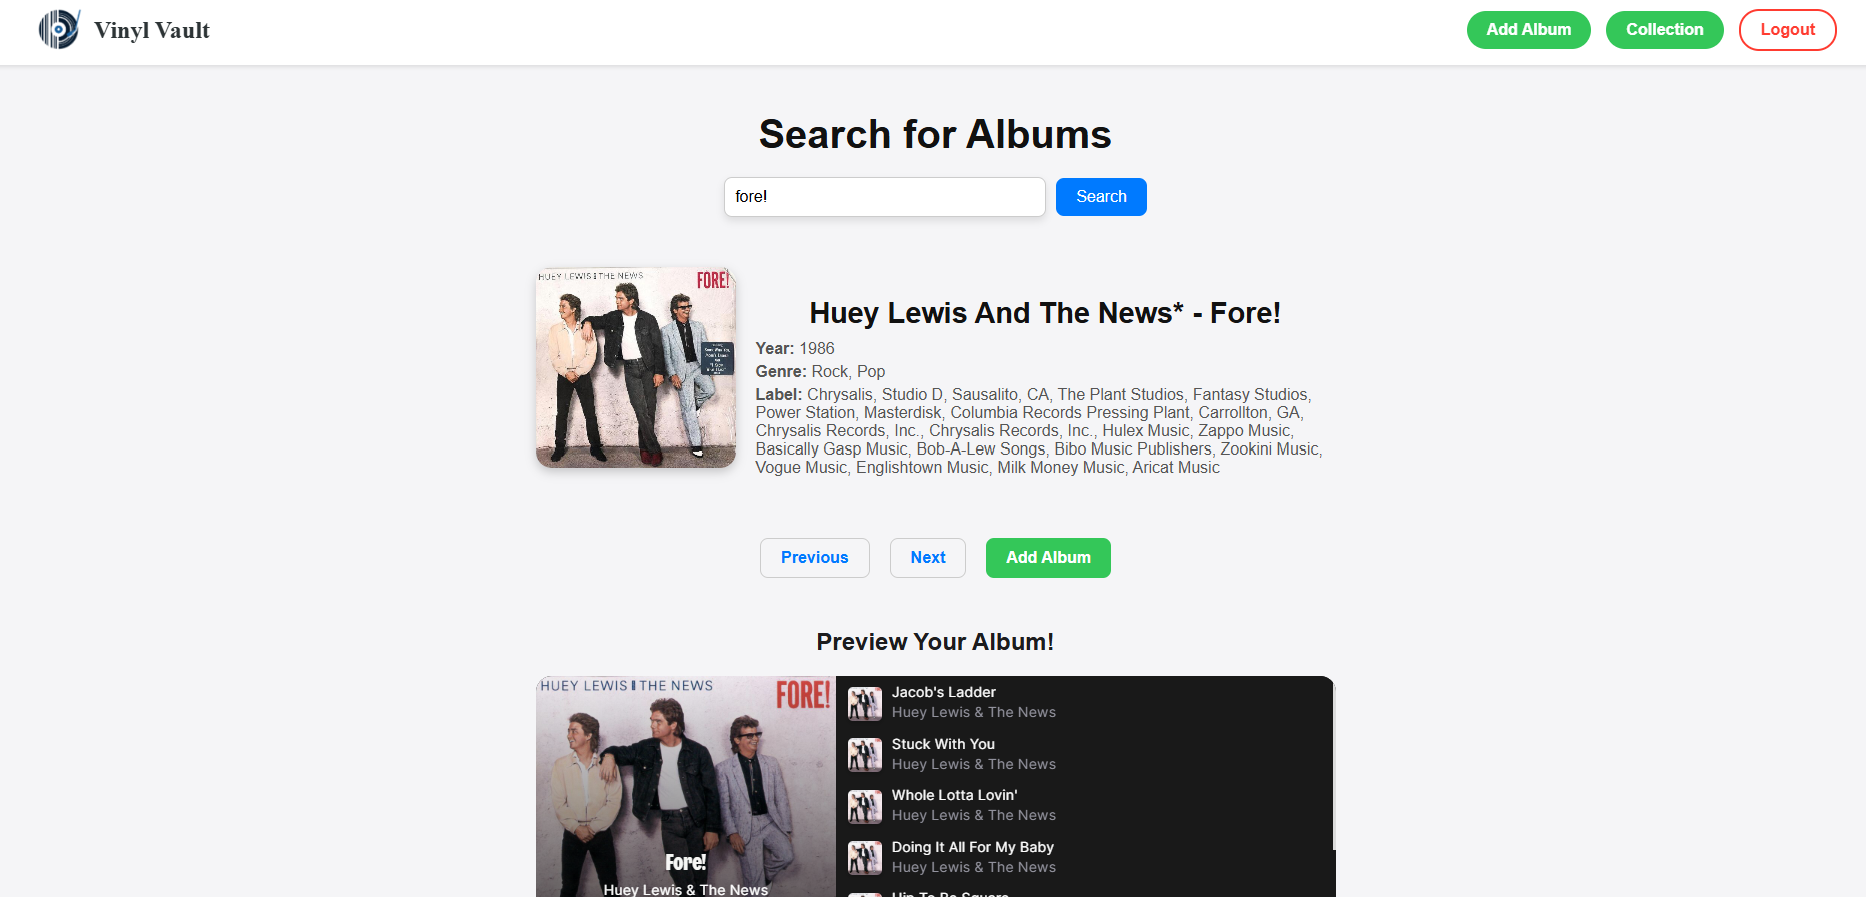 Vinyl Vault
Add Album
Collection
Logout
Search for Albums
fore!
Search
HUEY LEWIS & THE NEWS
FORE!
Huey Lewis And The News* - Fore!
Year: 1986
Genre: Rock, Pop
Label: Chrysalis, Studio D, Sausalito, CA, The Plant Studios, Fantasy Studios,
Power Station, Masterdisk, Columbia Records Pressing Plant, Carrollton, GA,
Chrysalis Records, Inc., Chrysalis Records, Inc., Hulex Music, Zappo Music,
Basically Gasp Music, Bob-A-Lew Songs, Bibo Music Publishers, Zookini Music,
Vogue Music, Englishtown Music, Milk Money Music, Aricat Music
Previous
Next
Add Album
Preview Your Album!
HUEY LEWIS & THE NEWS
FORE!
Fore!
Huey Lewis & The News
Jacob's Ladder
Huey Lewis & The News
Stuck With You
Huey Lewis & The News
Whole Lotta Lovin'
Huey Lewis & The News
Doing It All For My Baby
Huey Lewis & The News
Hip To Be Square